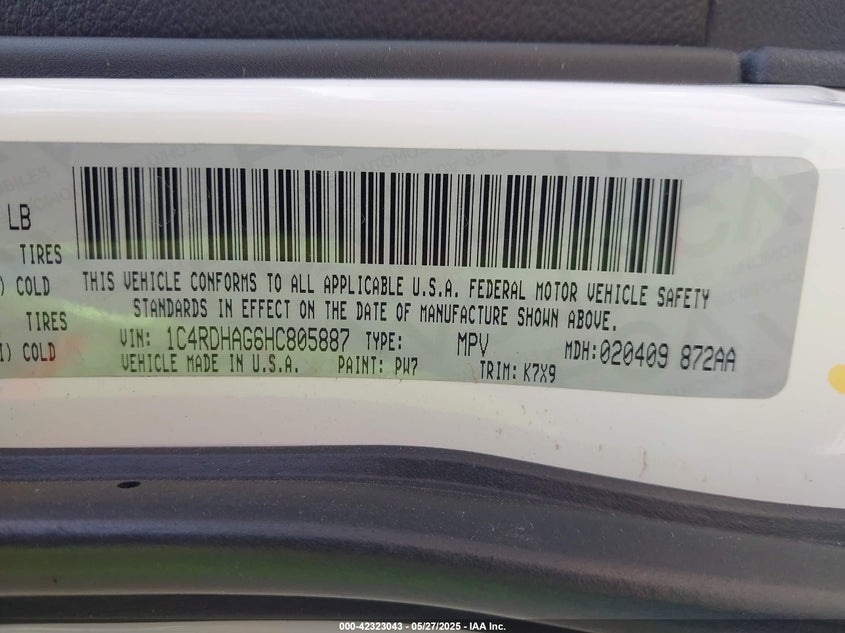 LB
TIRES
) COLD
TIRES
I) COLD
THIS VEHICLE CONFORMS TO ALL APPLICABLE U.S.A. FEDERAL MOTOR VEHICLE SAFETY
STANDARDS IN EFFECT ON THE DATE OF MANUFACTURE SHOWN ABOVE.
VIN: 1C4RDHAG6HC805887 TYPE: MPV MDH:020409 872AA
VEHICLE MADE IN U.S.A. PAINT: PW7 TRIM: K7X9
000-42323043 - 05/27/2025 - IAA Inc.